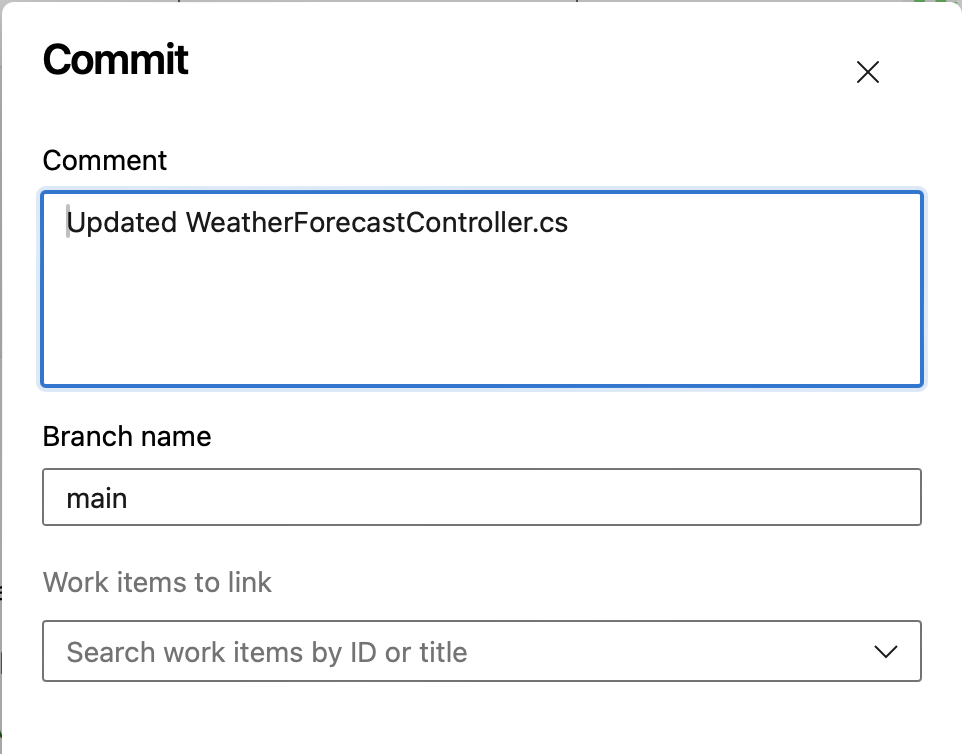 Commit
Comment
Updated WeatherForecastController.cs
Branch name
main
Work items to link
Search work items by ID or title